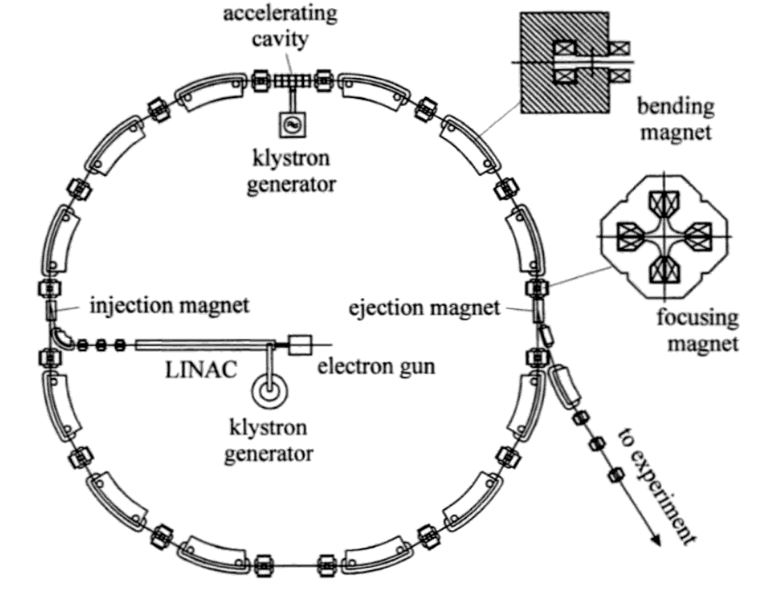 accelerating
cavity
klystron
generator
bending
magnet
injection magnet
ejection magnet
focusing
magnet
LINAC
electron gun
klystron
generator
to experiment